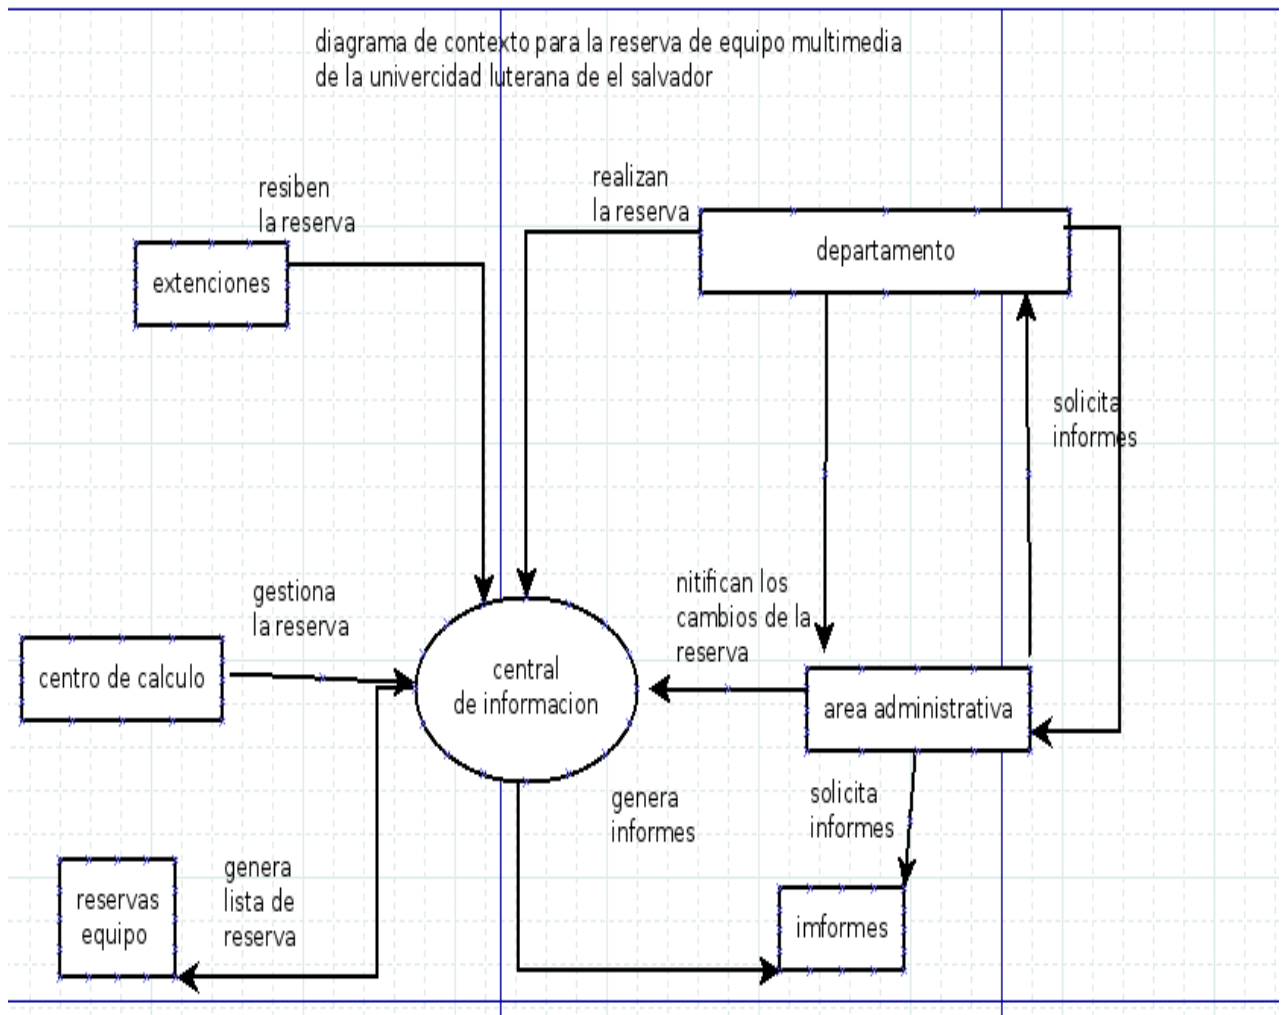 diagrama de contexto para la reserva de equipo multimedia
de la univercidad luterana de el salvador
resiben
la reserva
realizan
la reserva
extenciones
departamento
solicita
informes
gestiona
la reserva
nitifican los
cambios de la
reserva
centro de calculo
central
de informacion
area administrativa
genera
informes
solicita
informes
reservas
equipo
genera
lista de
reserva
imformes